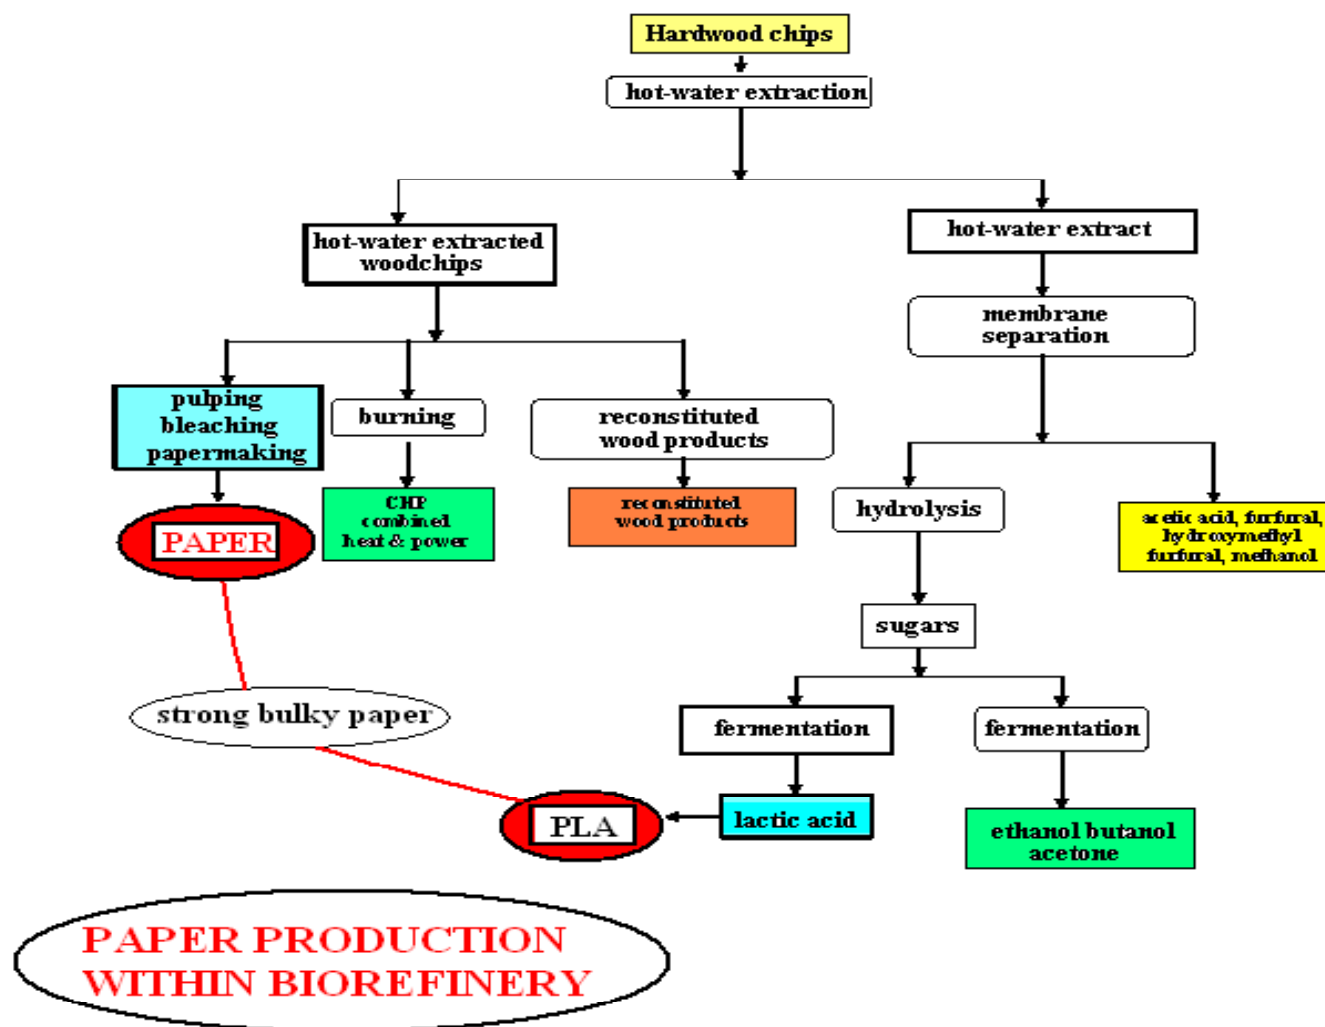 Hardwood chips
hot-water extraction
hot-water extracted
woodchips
hot-water extract
membrane
separation
pulping
bleaching
papermaking
burning
reconstituted
wood products
PAPER
CHP
combined
heat & power
reconstituted
wood products
hydrolysis
acetic acid, furfural,
hydroxymethyl
furfural, methanol
sugars
strong bulky paper
fermentation
fermentation
PLA
lactic acid
ethanol butanol
acetone
PAPER PRODUCTION
WITHIN BIOREFINERY